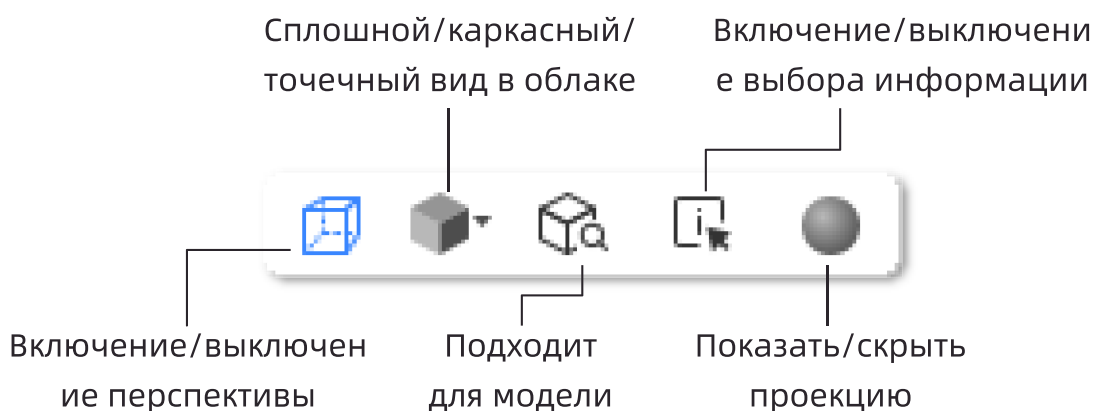 Сплошной/каркасный/
точечный вид в облаке
Включение/выключени
е выбора информации
i
Включение/выключен
ие перспективы
Подходит
для модели
Показать/скрыть
проекцию